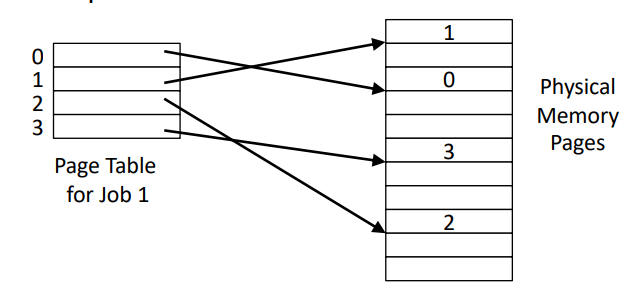 0
1
2
3
Page Table
for Job 1
1
0
3
2
Physical
Memory
Pages